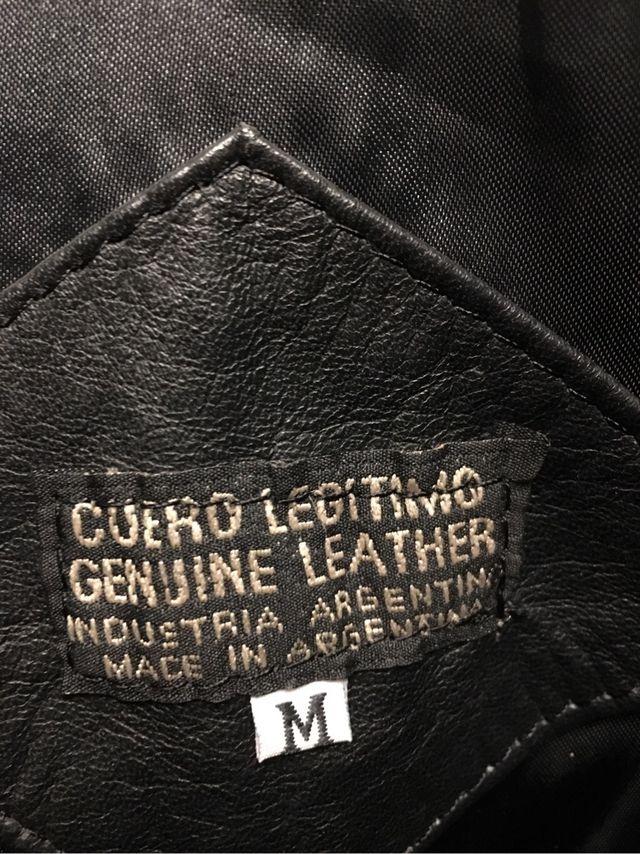 CUERO LEGITIMO
GENUINE LEATHER
INDUSTRIA ARGENTINA
MADE IN ARGENTINA
M